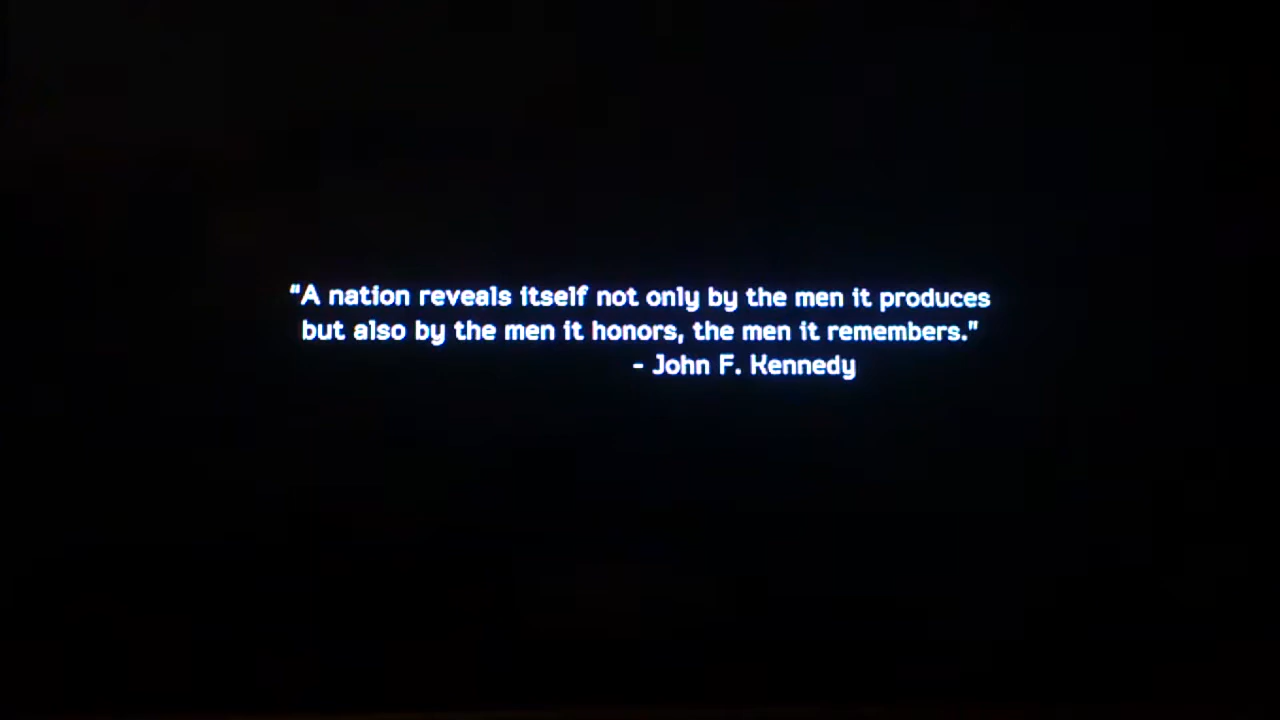 "A nation reveals itself not only by the men it produces
but also by the men it honors, the men it remembers."
- John F. Kennedy